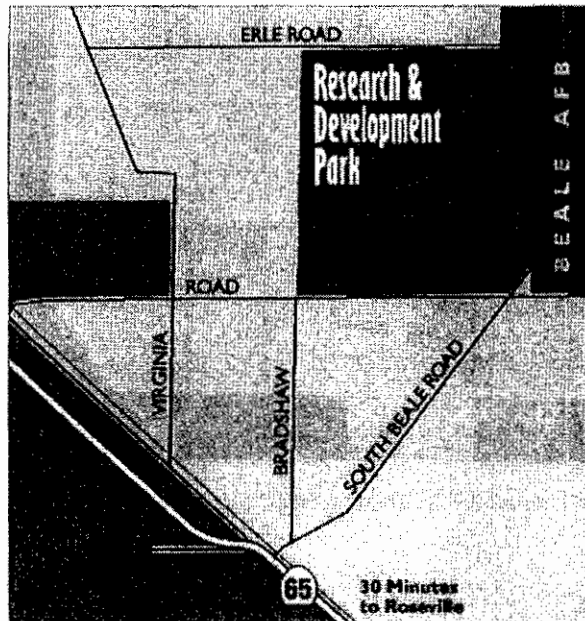 ERLE ROAD
Research &
Development
Park
BEALE AFB
ROAD
VIRGINIA
BRADSHAW
SOUTH BEALE ROAD
65
30 Minutes
to Roseville